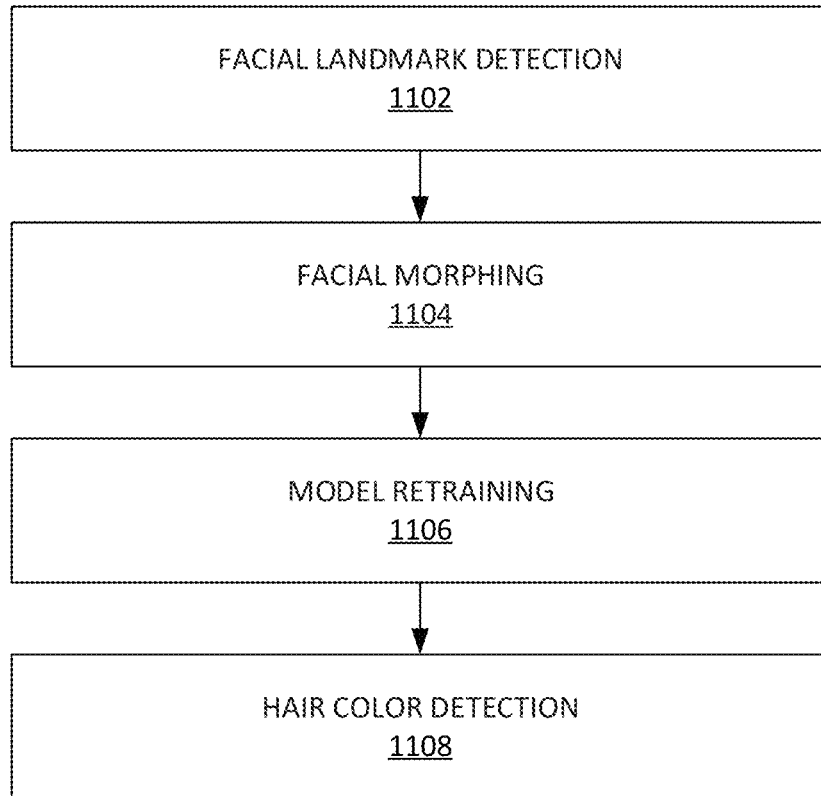 FACIAL LANDMARK DETECTION
1102
FACIAL MORPHING
1104
MODEL RETRAINING
1106
HAIR COLOR DETECTION
1108